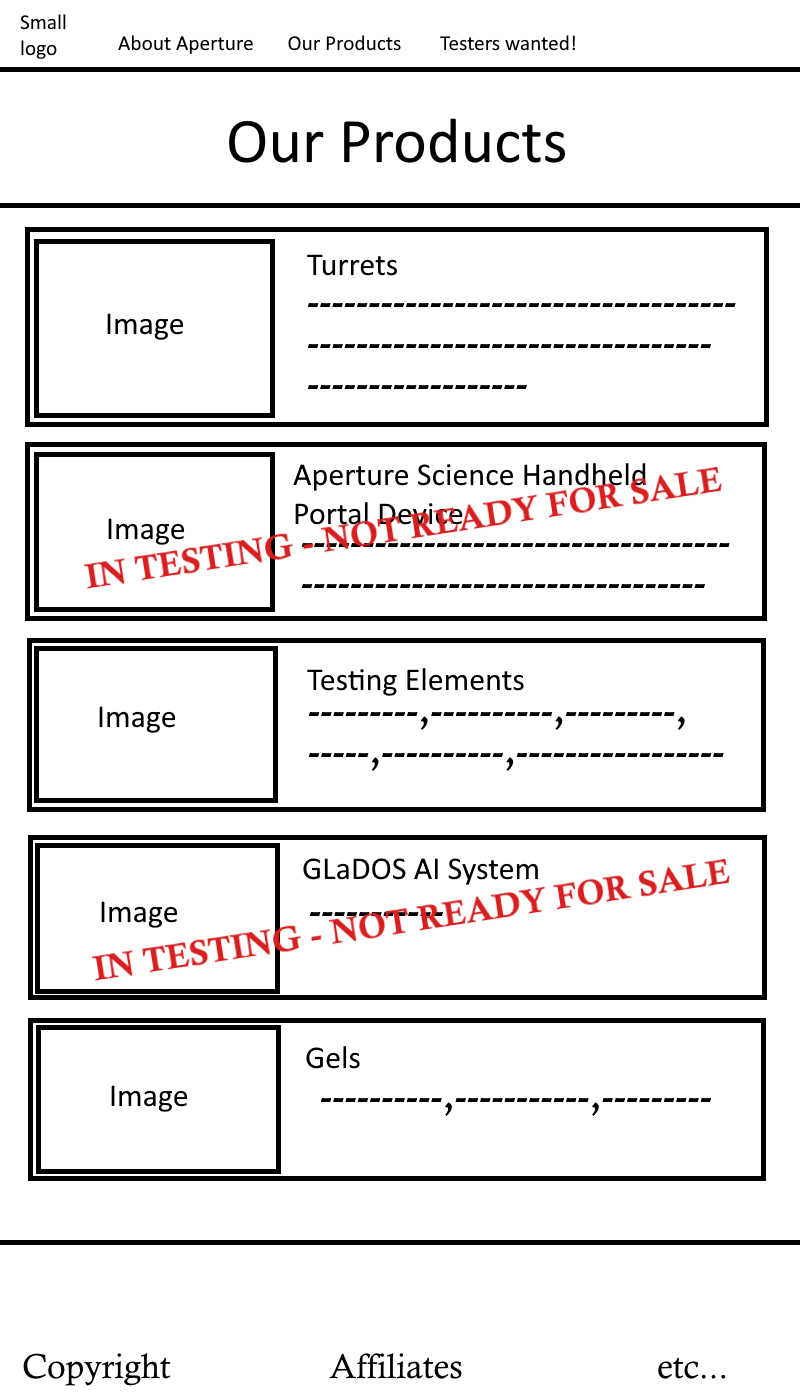 Small
logo
About Aperture Our Products Testers wanted!
Our Products
Image
Turrets
-----------------------------------
---------------------------------
------------------
Image
Aperture Science Handheld
Portal Device
-----------------------------------
---------------------------------
IN TESTING - NOT READY FOR SALE
Image
Testing Elements
---------,----------,---------,
-----,----------,-----------------
Image
GLaDOS AI System
-----------
IN TESTING - NOT READY FOR SALE
Image
Gels
----------,-----------,---------
Copyright Affiliates etc...